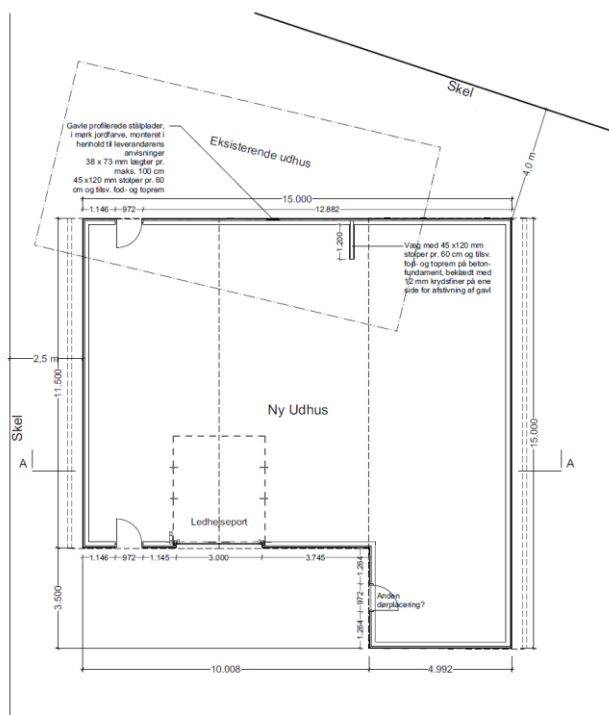 Skel
4.0 m
Gavle profilerede stålplader,
i mørk jordfarve, monteret i
henhold til leverandørens
anvisninger
38 x 73 mm lægter pr.
maks. 100 cm
45x120 mm stolper pr. 60
cm og tilsv. fod- og toprem
Eksisterende udhus
15.000
1.146
972
12.882
1.200
Væg med 45 x120 mm
stolper pr. 60 cm og tilsv.
fod- og toprem på beton-
fundament, beklædt med
12 mm krydsfiner på ene
side for afstivning af gavl
2,5 m
11.500
Skel
Ny Udhus
15.000
A
A
Ledhejseport
1.146
972
1.145
3.000
3.745
3.500
1.264
972
1.264
Anden
dørplacering?
10.008
4.992